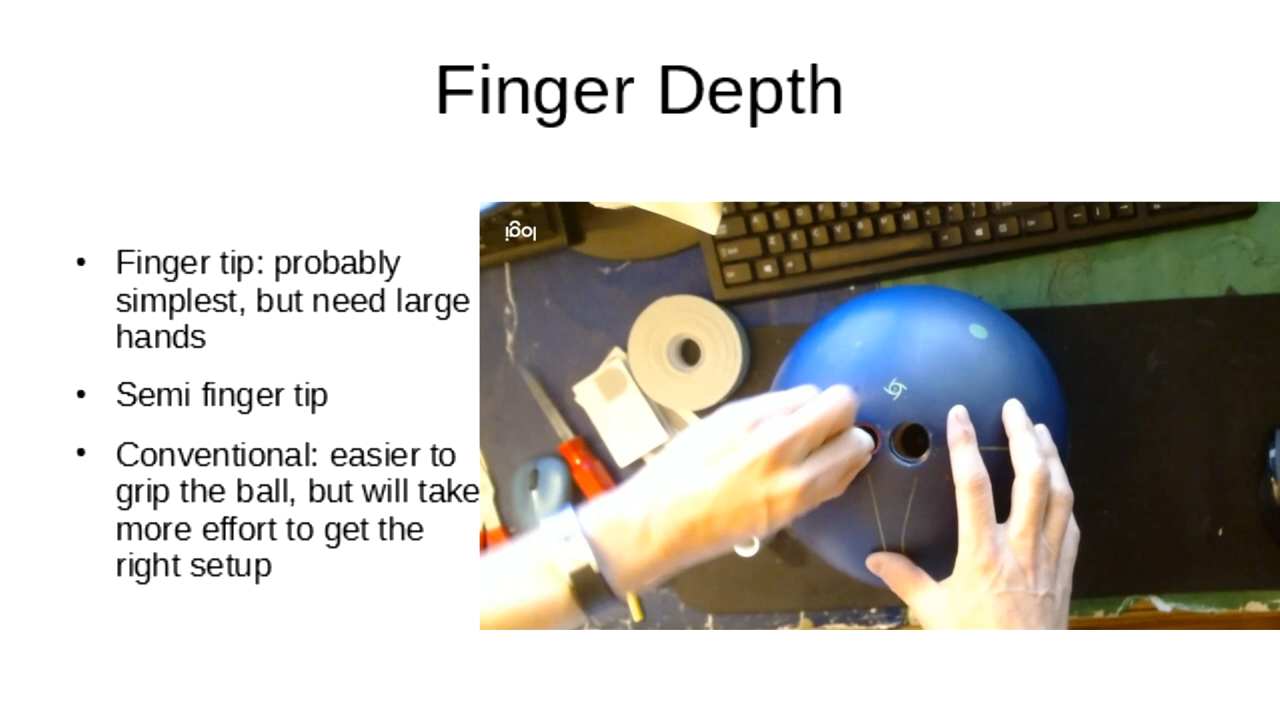 Finger Depth
Finger tip: probably
simplest, but need large
hands
Semi finger tip
Conventional: easier to
grip the ball, but will take
more effort to get the
right setup
logi